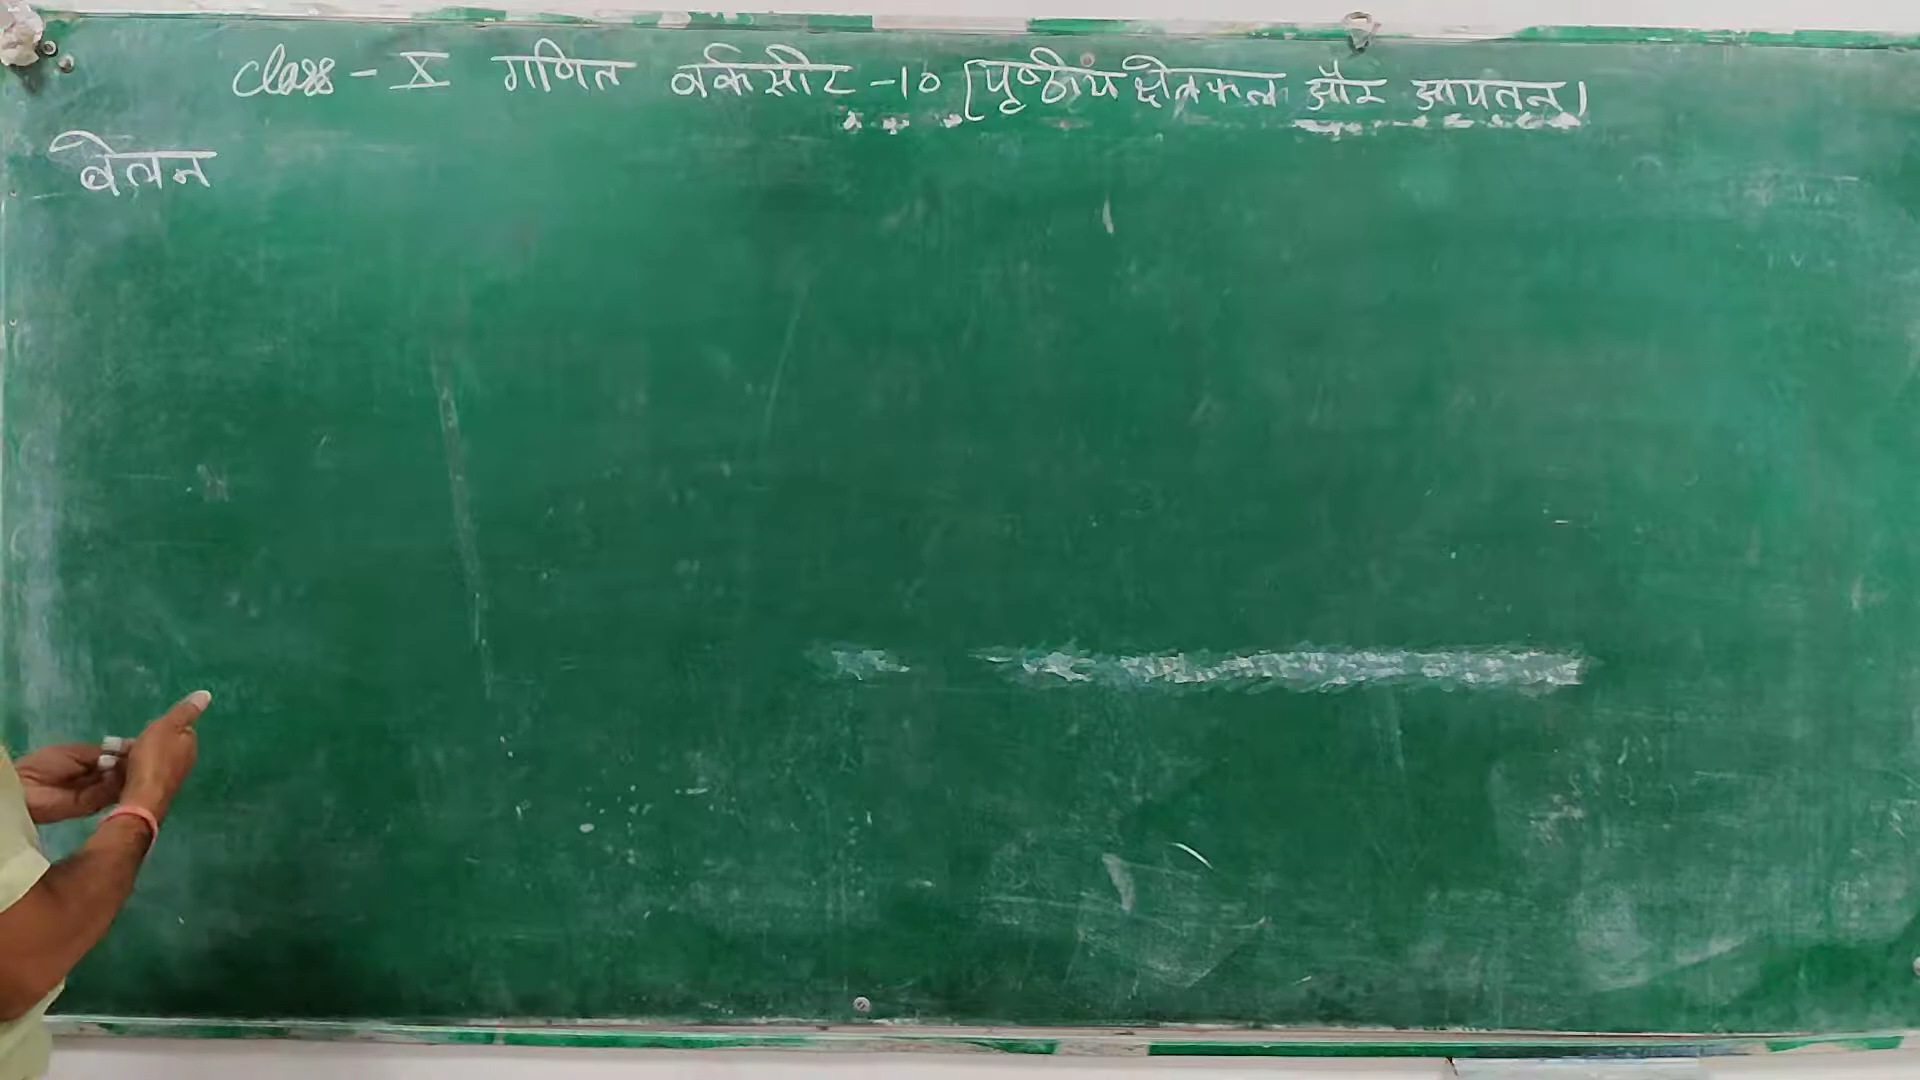 Class - X गणित वर्कसीट -10 [पृष्ठीय क्षेत्रफल और आयतन]
बेलन